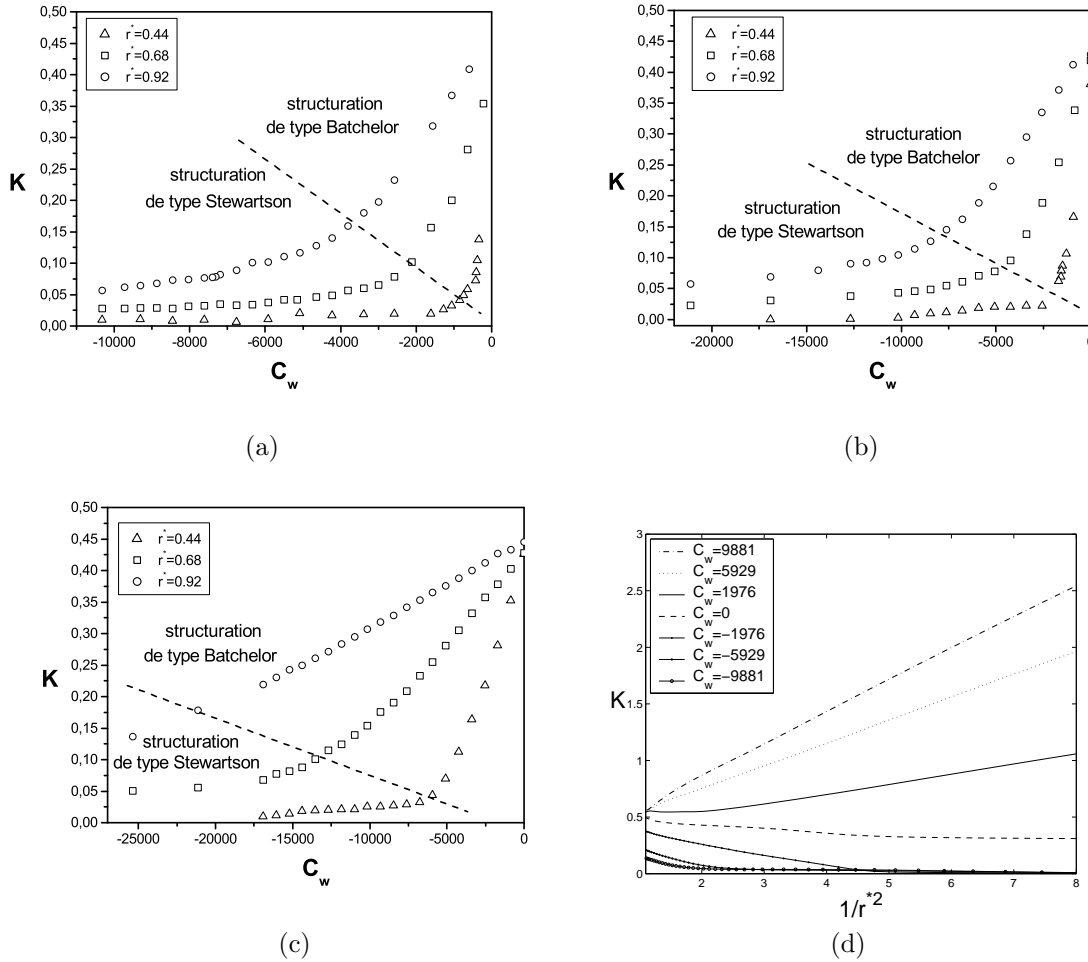 0,50
0,45
0,40
0,35
0,30
0,25
0,20
0,15
0,10
0,05
0,00
K
r*=0.44
r*=0.68
r*=0.92
structuration
de type Batchelor
structuration
de type Stewartson
-10000 -8000 -6000 -4000 -2000 0
C_w
(a)
0,50
0,45
0,40
0,35
0,30
0,25
0,20
0,15
0,10
0,05
0,00
K
r*=0.44
r*=0.68
r*=0.92
structuration
de type Batchelor
structuration
de type Stewartson
-20000 -15000 -10000 -5000 0
C_w
(b)
0,50
0,45
0,40
0,35
0,30
0,25
0,20
0,15
0,10
0,05
0,00
K
r*=0.44
r*=0.68
r*=0.92
structuration
de type Batchelor
structuration
de type Stewartson
-25000 -20000 -15000 -10000 -5000 0
C_w
(c)
3
2.5
2
1.5
1
0.5
0
K
C_w=9881
C_w=5929
C_w=1976
C_w=0
C_w=−1976
C_w=−5929
C_w=−9881
2 3 4 5 6 7 8
1/r*2
(d)